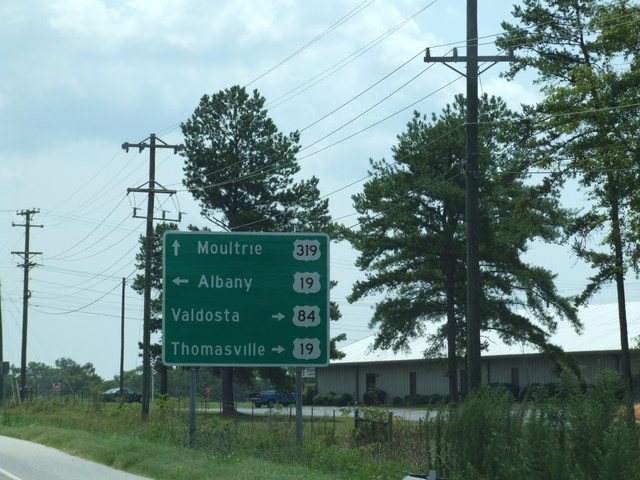 ↑ Moultrie 319
← Albany 19
Valdosta → 84
Thomasville → 19